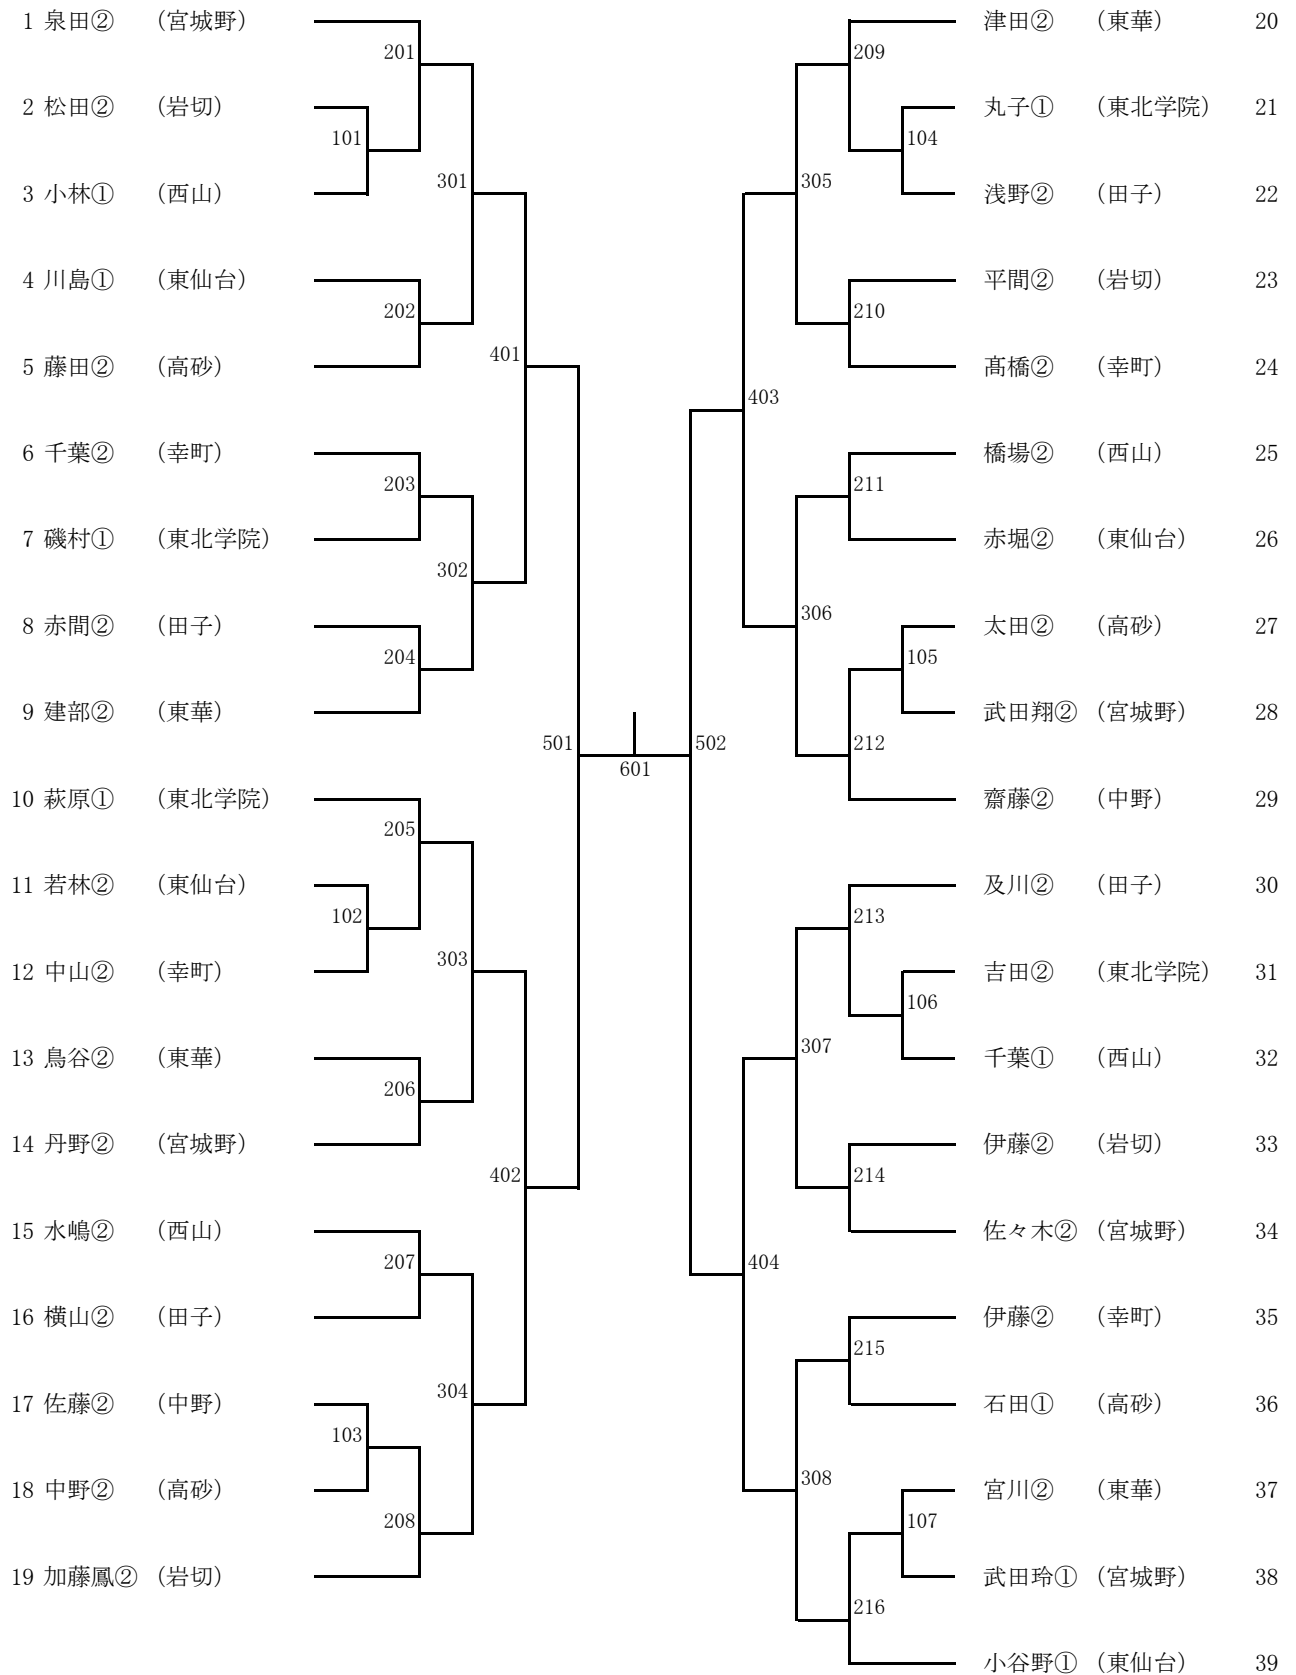 1 泉田② （宮城野）
201
2 松田② （岩切）
101
3 小林① （西山）
301
4 川島① （東仙台）
202
5 藤田② （高砂）
401
6 千葉② （幸町）
203
7 磯村① （東北学院）
302
8 赤間② （田子）
204
9 建部② （東華）
501
10 萩原① （東北学院）
205
11 若林② （東仙台）
102
12 中山② （幸町）
303
13 鳥谷② （東華）
206
14 丹野② （宮城野）
402
15 水嶋② （西山）
207
16 横山② （田子）
17 佐藤② （中野）
304
103
18 中野② （高砂）
208
19 加藤鳳② （岩切）
601
津田② （東華） 20
209
丸子① （東北学院） 21
104
浅野② （田子） 22
305
平間② （岩切） 23
210
髙橋② （幸町） 24
403
橋場② （西山） 25
211
赤堀② （東仙台） 26
306
太田② （高砂） 27
105
武田翔② （宮城野） 28
502
212
齋藤② （中野） 29
及川② （田子） 30
213
吉田② （東北学院） 31
106
千葉① （西山） 32
307
伊藤② （岩切） 33
214
佐々木② （宮城野） 34
404
伊藤② （幸町） 35
215
石田① （高砂） 36
308
宮川② （東華） 37
107
武田玲① （宮城野） 38
216
小谷野① （東仙台） 39